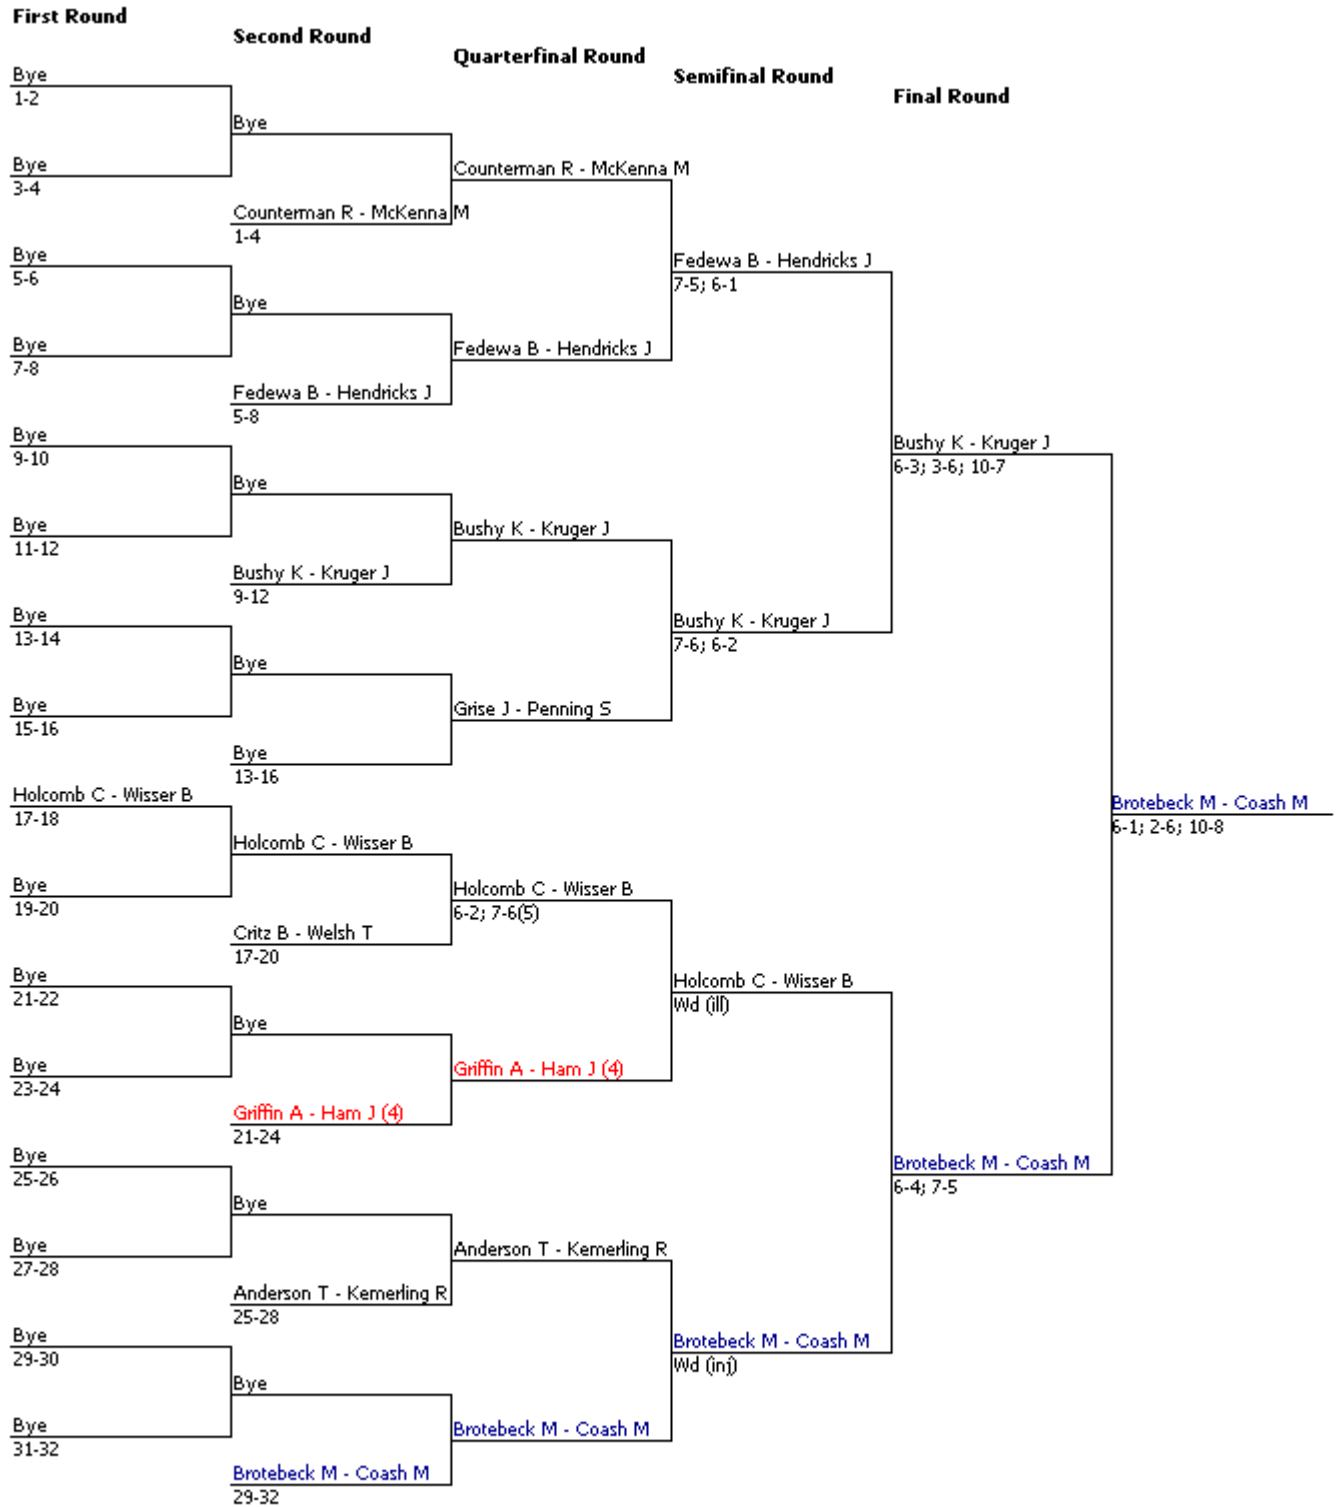 First Round
Second Round
Quarterfinal Round
Semifinal Round
Final Round
Bye
1-2
Bye
3-4
Bye
5-6
Bye
7-8
Bye
9-10
Bye
11-12
Bye
13-14
Bye
15-16
Holcomb C - Wisser B
17-18
Bye
19-20
Bye
21-22
Bye
23-24
Bye
25-26
Bye
27-28
Bye
29-30
Bye
31-32
Bye
Counterman R - McKenna M
1-4
Bye
Fedewa B - Hendricks J
5-8
Bye
Bushy K - Kruger J
9-12
Bye
Bye
13-16
Holcomb C - Wisser B
Critz B - Welsh T
17-20
Bye
Griffin A - Ham J (4)
21-24
Bye
Anderson T - Kemerling R
25-28
Bye
Brotebeck M - Coash M
29-32
Counterman R - McKenna M
Fedewa B - Hendricks J
Bushy K - Kruger J
Grise J - Penning S
Holcomb C - Wisser B
6-2; 7-6(5)
Griffin A - Ham J (4)
Anderson T - Kemerling R
Brotebeck M - Coash M
Fedewa B - Hendricks J
7-5; 6-1
Bushy K - Kruger J
7-6; 6-2
Holcomb C - Wisser B
Wd (ill)
Brotebeck M - Coash M
Wd (inj)
Bushy K - Kruger J
6-3; 3-6; 10-7
Brotebeck M - Coash M
6-4; 7-5
Brotebeck M - Coash M
6-1; 2-6; 10-8